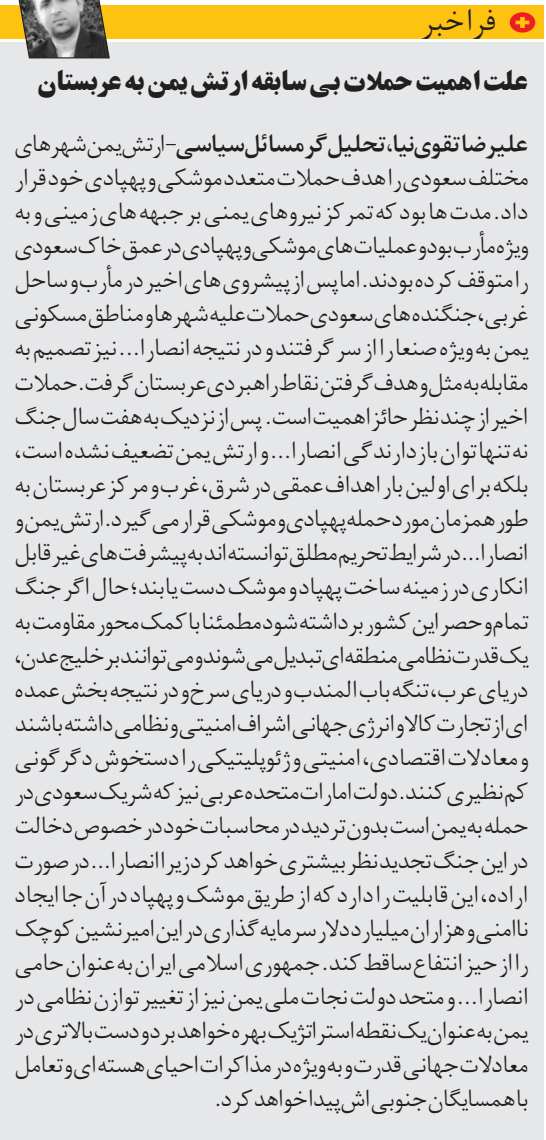 فراخبر
علت اهمیت حملات بی سابقه ارتش یمن به عربستان
علیرضا تقوی‌نیا، تحلیل گر مسائل سیاسی-ارتش یمن شهرهای
مختلف سعودی را هدف حملات متعدد موشکی و پهپادی خود قرار
داد. مدت ها بود که تمرکز نیروهای یمنی بر جبهه های زمینی و به
ویژه مأرب بود و عملیات های موشکی و پهپادی در عمق خاک سعودی
را متوقف کرده بودند. اما پس از پیشروی های اخیر در مأرب و ساحل
غربی، جنگنده های سعودی حملات علیه شهرها و مناطق مسکونی
یمن به ویژه صنعا را از سر گرفتند و در نتیجه انصارا... نیز تصمیم به
مقابله به مثل و هدف گرفتن نقاط راهبردی عربستان گرفت. حملات
اخیر از چند نظر حائز اهمیت است. پس از نزدیک به هفت سال جنگ
نه تنها توان بازدارندگی انصارا... و ارتش یمن تضعیف نشده است،
بلکه برای اولین بار اهداف عمقی در شرق، غرب و مرکز عربستان به
طور همزمان مورد حمله پهپادی و موشکی قرار می گیرد. ارتش یمن و
انصارا... در شرایط تحریم مطلق توانسته اند به پیشرفت های غیر قابل
انکاری در زمینه ساخت پهپاد و موشک دست یابند؛ حال اگر جنگ
تمام و حصر این کشور برداشته شود مطمئنا با کمک محور مقاومت به
یک قدرت نظامی منطقه ای تبدیل می شوند و می توانند بر خلیج عدن،
دریای عرب، تنگه باب المندب و دریای سرخ و در نتیجه بخش عمده
ای از تجارت کالا و انرژی جهانی اشراف امنیتی و نظامی داشته باشند
و معادلات اقتصادی، امنیتی و ژئوپلیتیکی را دستخوش دگرگونی
کم نظیری کنند. دولت امارات متحده عربی نیز که شریک سعودی در
حمله به یمن است بدون تردید در محاسبات خود در خصوص دخالت
در این جنگ تجدید نظر بیشتری خواهد کرد زیرا انصارا... در صورت
اراده، این قابلیت را دارد که از طریق موشک و پهپاد در آن جا ایجاد
ناامنی و هزاران میلیارد دلار سرمایه گذاری در این امیرنشین کوچک
را از حیز انتفاع ساقط کند. جمهوری اسلامی ایران به عنوان حامی
انصارا... و متحد دولت نجات ملی یمن نیز از تغییر توازن نظامی در
یمن به عنوان یک نقطه استراتژیک بهره خواهد برد و دست بالاتری در
معادلات جهانی قدرت و به ویژه در مذاکرات احیای هسته ای و تعامل
با همسایگان جنوبی اش پیدا خواهد کرد.